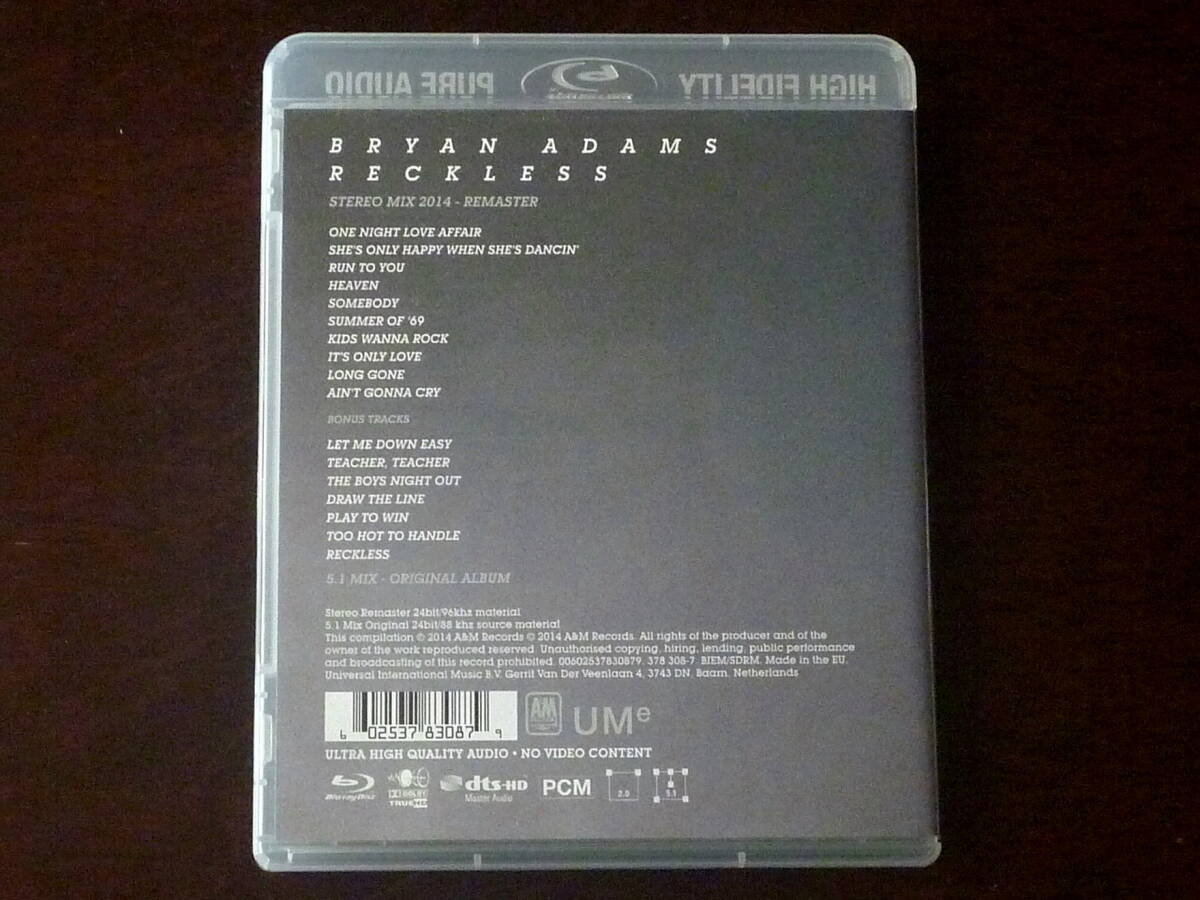 PURE AUDIO HIGH FIDELITY
BRYAN ADAMS
RECKLESS
STEREO MIX 2014 - REMASTER
ONE NIGHT LOVE AFFAIR
SHE'S ONLY HAPPY WHEN SHE'S DANCIN'
RUN TO YOU
HEAVEN
SOMEBODY
SUMMER OF '69
KIDS WANNA ROCK
IT'S ONLY LOVE
LONG GONE
AIN'T GONNA CRY
BONUS TRACKS
LET ME DOWN EASY
TEACHER, TEACHER
THE BOYS NIGHT OUT
DRAW THE LINE
PLAY TO WIN
TOO HOT TO HANDLE
RECKLESS
5.1 MIX - ORIGINAL ALBUM
Stereo Remaster 24bit/96khz material
5.1 Mix Original 24bit/88 khz source material
This compilation ℗ 2014 A&M Records © 2014 A&M Records. All rights of the producer and of the
owner of the work reproduced reserved. Unauthorised copying, hiring, lending, public performance
and broadcasting of this record prohibited. 00602537830879. 378 308-7. BIEM/SDRM. Made in the EU.
Universal International Music B.V. Gerrit Van Der Veenlaan 4, 3743 DN, Baarn, Netherlands
6 02537 83087 9 AM UMe
ULTRA HIGH QUALITY AUDIO • NO VIDEO CONTENT
Blu-ray Disc DOLBY TRUEHD dts-HD Master Audio PCM 2.0 5.1